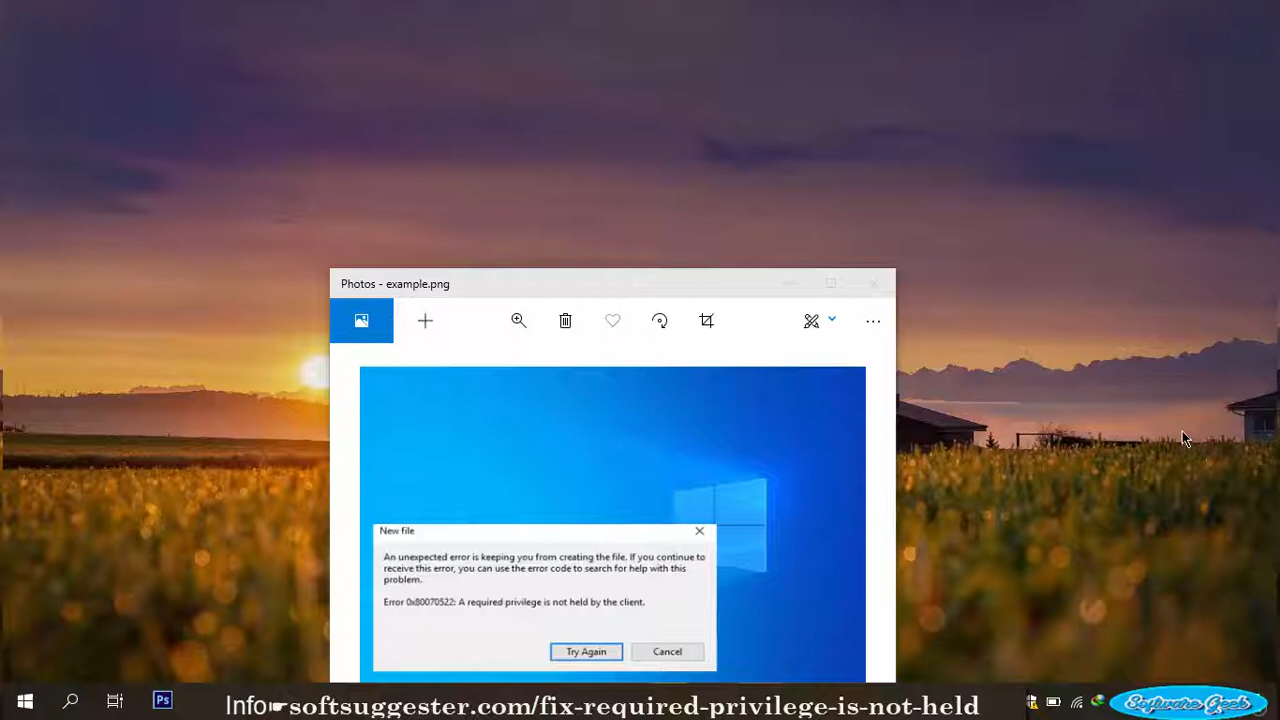 Photos - example.png
New file
An unexpected error is keeping you from creating the file. If you continue to
receive this error, you can use the error code to search for help with this
problem.
Error 0x80070522: A required privilege is not held by the client.
Try Again Cancel
Ps
Info☛softsuggester.com/fix-required-privilege-is-not-held
Software Geek